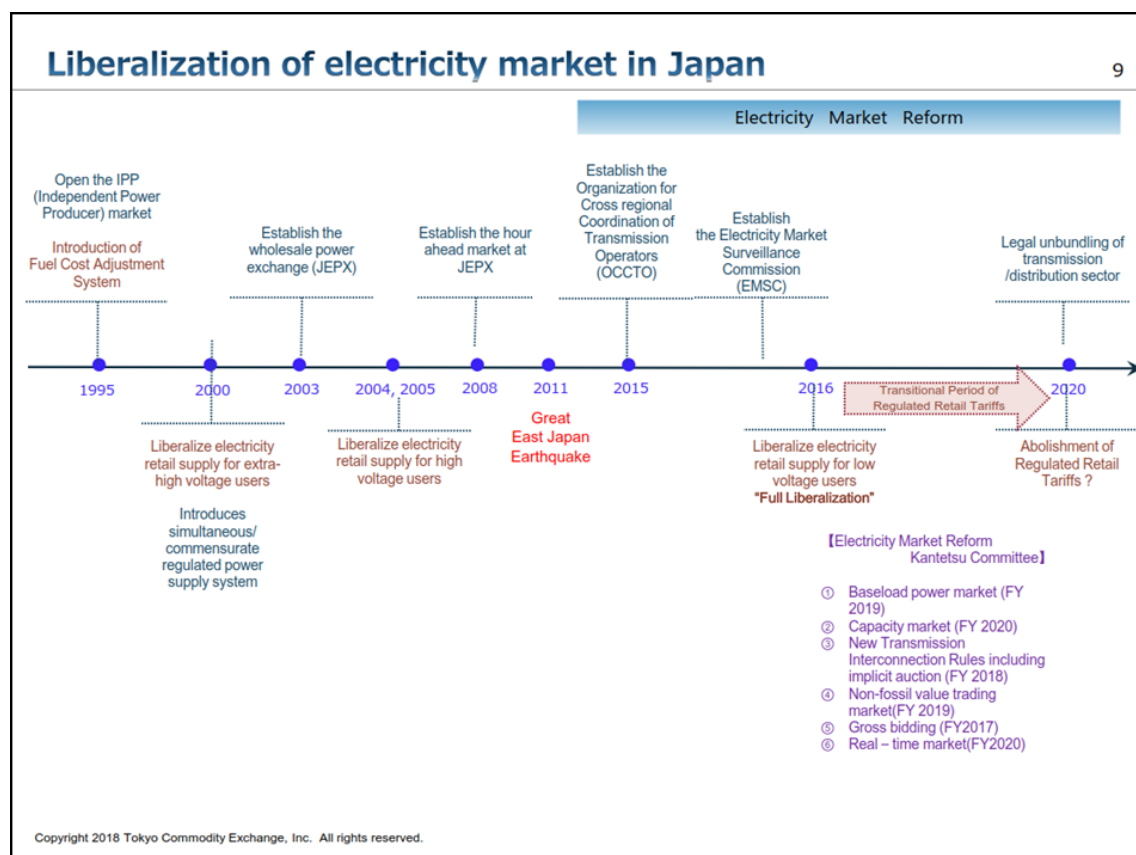 Liberalization of electricity market in Japan
9
Electricity Market Reform
Open the IPP
(Independent Power
Producer) market
Introduction of
Fuel Cost Adjustment
System
Establish the
wholesale power
exchange (JEPX)
Establish the hour
ahead market at
JEPX
Establish the
Organization for
Cross regional
Coordination of
Transmission
Operators
(OCCTO)
Establish
the Electricity Market
Surveillance
Commission
(EMSC)
Legal unbundling of
transmission
/distribution sector
1995
2000
2003
2004, 2005
2008
2011
2015
2016
Transitional Period of
Regulated Retail Tariffs
2020
Liberalize electricity
retail supply for extra-
high voltage users
Introduces
simultaneous/
commensurate
regulated power
supply system
Liberalize electricity
retail supply for high
voltage users
Great
East Japan
Earthquake
Liberalize electricity
retail supply for low
voltage users
"Full Liberalization"
Abolishment of
Regulated Retail
Tariffs ?
【Electricity Market Reform
Kantetsu Committee】
① Baseload power market (FY
2019)
② Capacity market (FY 2020)
③ New Transmission
Interconnection Rules including
implicit auction (FY 2018)
④ Non-fossil value trading
market(FY 2019)
⑤ Gross bidding (FY2017)
⑥ Real – time market(FY2020)
Copyright 2018 Tokyo Commodity Exchange, Inc. All rights reserved.